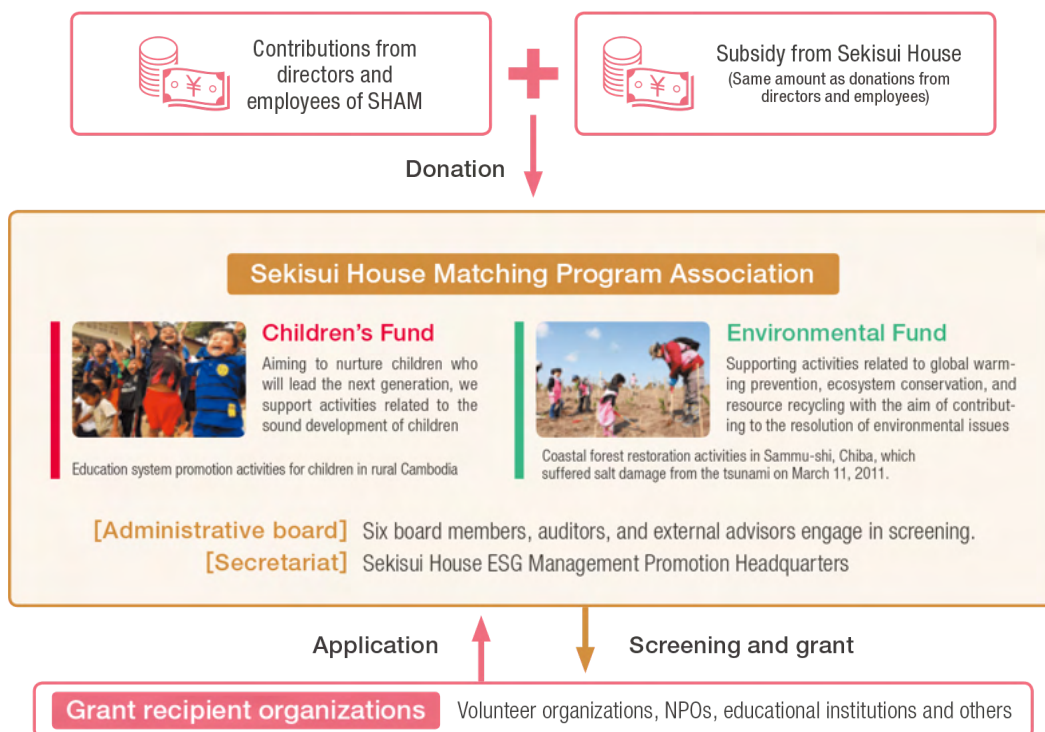 Contributions from
directors and
employees of SHAM
¥
Subsidy from Sekisui House
(Same amount as donations from
directors and employees)
¥
Donation
Sekisui House Matching Program Association
Children's Fund
Aiming to nurture children who
will lead the next generation, we
support activities related to the
sound development of children
Education system promotion activities for children in rural Cambodia
Environmental Fund
Supporting activities related to global warm-
ing prevention, ecosystem conservation, and
resource recycling with the aim of contribut-
ing to the resolution of environmental issues
Coastal forest restoration activities in Sammu-shi, Chiba, which
suffered salt damage from the tsunami on March 11, 2011.
[Administrative board] Six board members, auditors, and external advisors engage in screening.
[Secretariat] Sekisui House ESG Management Promotion Headquarters
Application
Screening and grant
Grant recipient organizations Volunteer organizations, NPOs, educational institutions and others